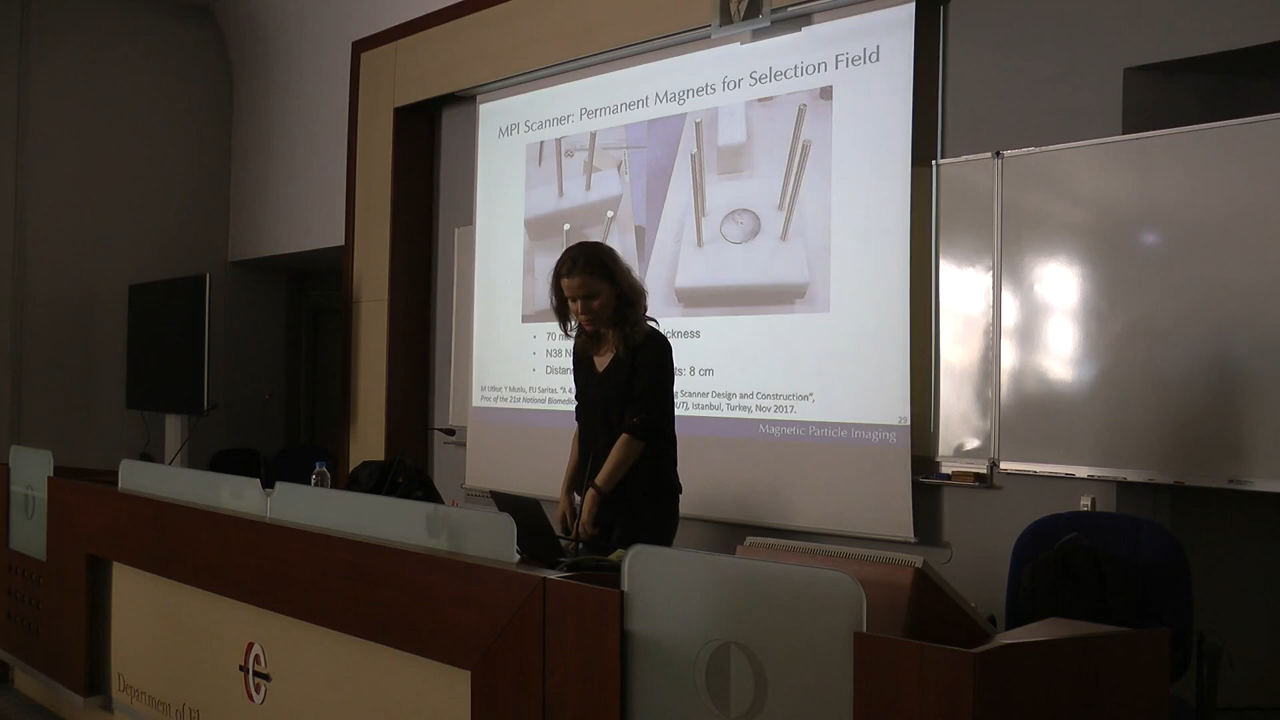 MPI Scanner: Permanent Magnets for Selection Field
• 70 ickness
• N38 N
• Distan ts: 8 cm
M Utkur, Y Muslu, EU Saritas. "A 4. g Scanner Design and Construction",
Proc of the 21st National Biomedic UT), Istanbul, Turkey, Nov 2017.
29
Magnetic Particle Imaging
Department of El